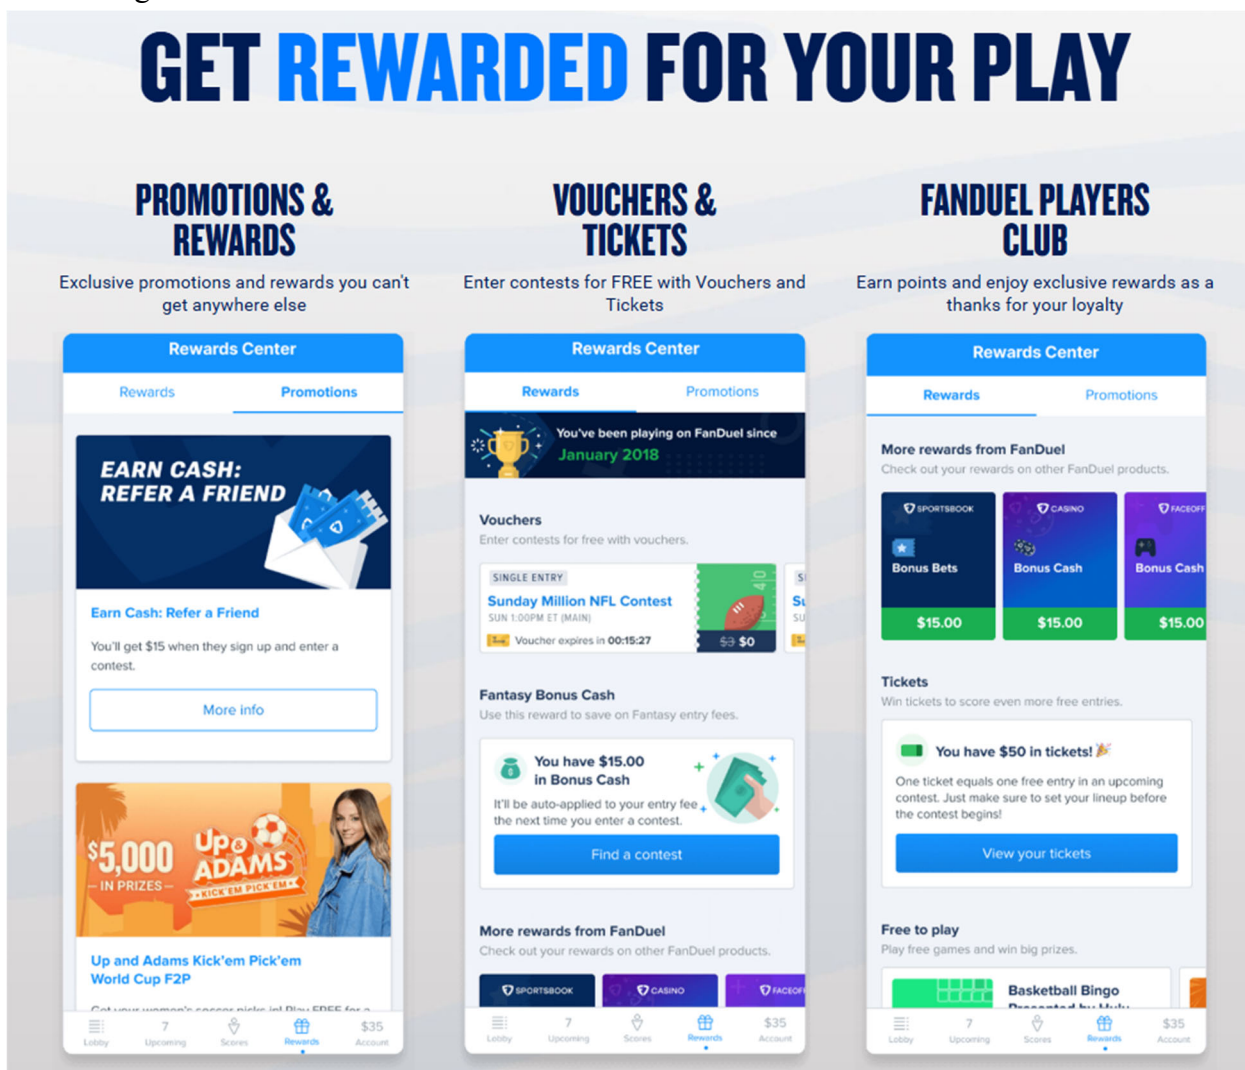 GET REWARDED FOR YOUR PLAY
PROMOTIONS &
REWARDS
Exclusive promotions and rewards you can't
get anywhere else
Rewards Center
Rewards Promotions
EARN CASH:
REFER A FRIEND
Earn Cash: Refer a Friend
You'll get $15 when they sign up and enter a
contest.
More info
$5,000
IN PRIZES
Up &
ADAMS
KICK'EM PICK'EM
Up and Adams Kick'em Pick'em
World Cup F2P
Get your women's soccer picks in! Play FREE for a
Lobby
7
Upcoming
Scores
Rewards
$35
Account
VOUCHERS &
TICKETS
Enter contests for FREE with Vouchers and
Tickets
Rewards Center
Rewards Promotions
You've been playing on FanDuel since
January 2018
Vouchers
Enter contests for free with vouchers.
SINGLE ENTRY
Sunday Million NFL Contest
SUN 1:00PM ET (MAIN)
Voucher expires in 00:15:27
$3 $0
Fantasy Bonus Cash
Use this reward to save on Fantasy entry fees.
You have $15.00
in Bonus Cash
It'll be auto-applied to your entry fee
the next time you enter a contest.
Find a contest
More rewards from FanDuel
Check out your rewards on other FanDuel products.
SPORTSBOOK CASINO FACEOF
Lobby
7
Upcoming
Scores
Rewards
$35
Account
FANDUEL PLAYERS
CLUB
Earn points and enjoy exclusive rewards as a
thanks for your loyalty
Rewards Center
Rewards Promotions
More rewards from FanDuel
Check out your rewards on other FanDuel products.
SPORTSBOOK
Bonus Bets
$15.00
CASINO
Bonus Cash
$15.00
FACEOFF
Bonus Cash
$15.00
Tickets
Win tickets to score even more free entries.
You have $50 in tickets!
One ticket equals one free entry in an upcoming
contest. Just make sure to set your lineup before
the contest begins!
View your tickets
Free to play
Play free games and win big prizes.
Basketball Bingo
Presented by Hulu
Lobby
7
Upcoming
Scores
Rewards
$35
Account